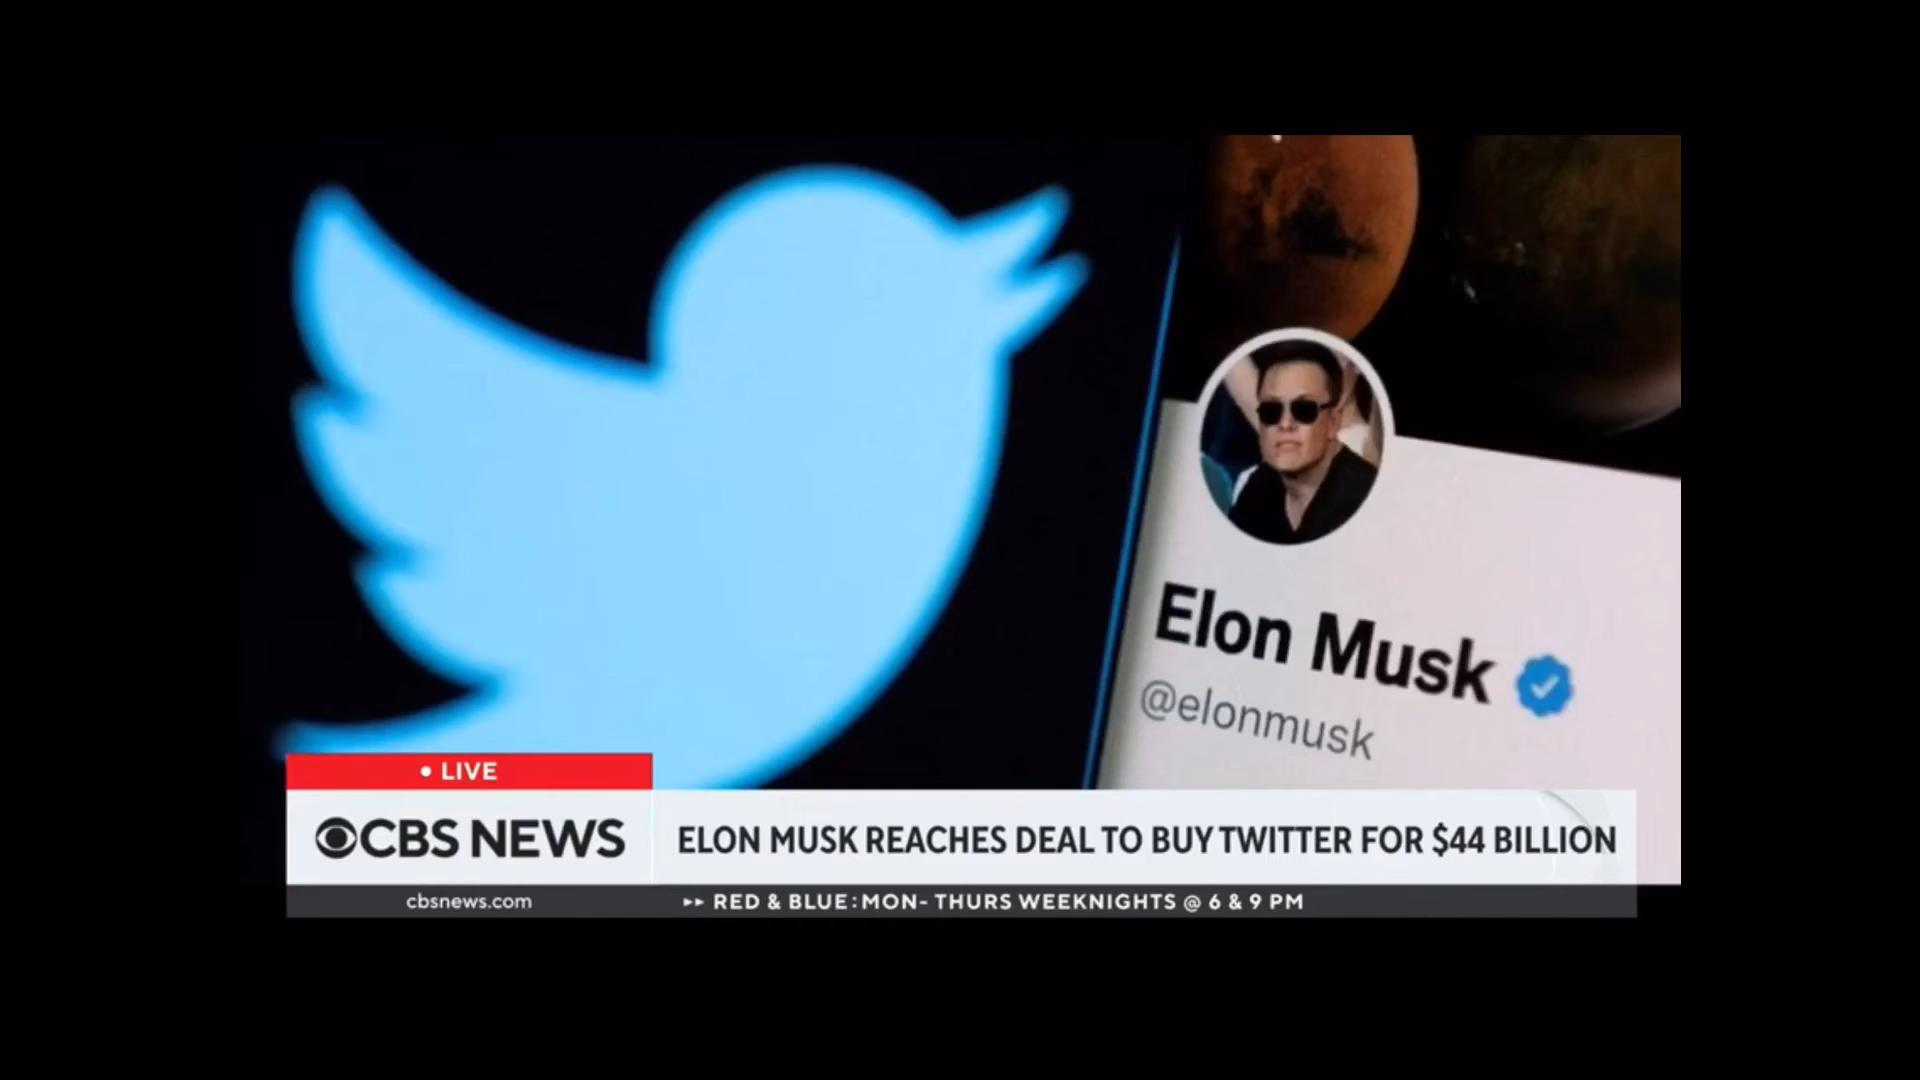 Elon Musk
@elonmusk
• LIVE
CBS NEWS
ELON MUSK REACHES DEAL TO BUY TWITTER FOR $44 BILLION
cbsnews.com
▸▸ RED & BLUE: MON- THURS WEEKNIGHTS @ 6 & 9 PM